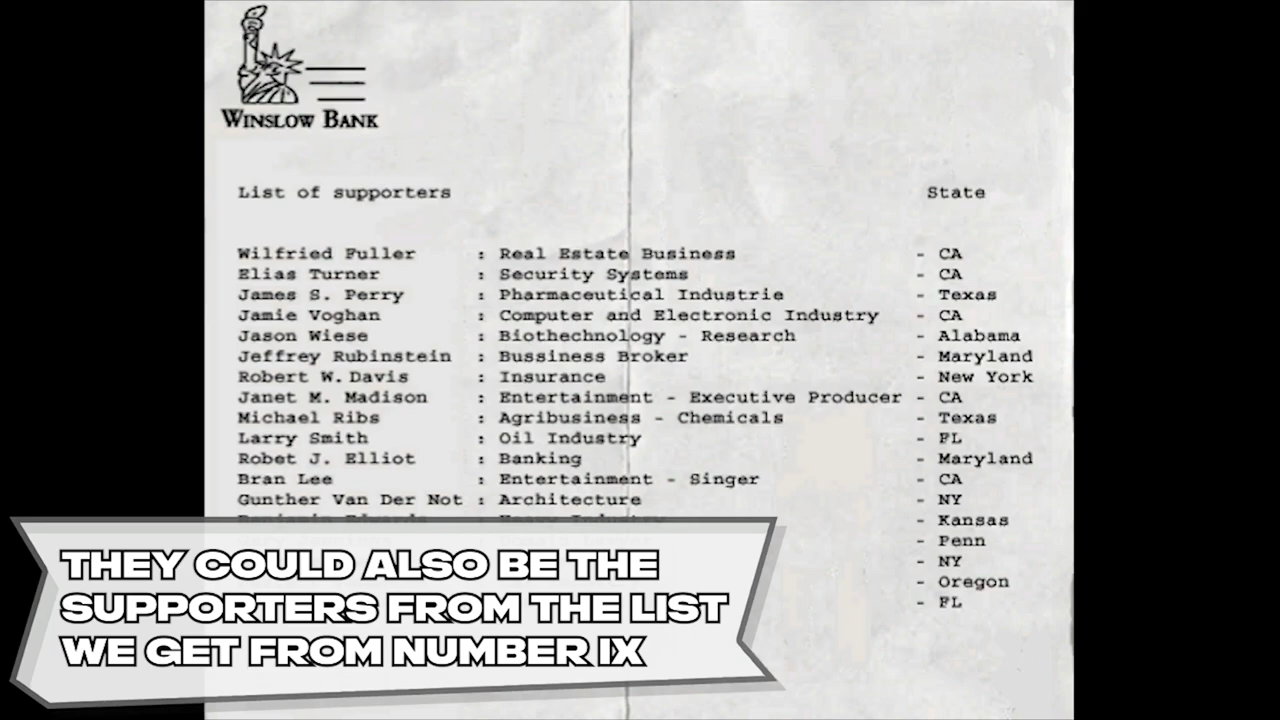 WINSLOW BANK
List of supporters State
Wilfried Fuller : Real Estate Business - CA
Elias Turner : Security Systems - CA
James S. Perry : Pharmaceutical Industrie - Texas
Jamie Voghan : Computer and Electronic Industry - CA
Jason Wiese : Biothechnology - Research - Alabama
Jeffrey Rubinstein : Bussiness Broker - Maryland
Robert W. Davis : Insurance - New York
Janet M. Madison : Entertainment - Executive Producer - CA
Michael Ribs : Agribusiness - Chemicals - Texas
Larry Smith : Oil Industry - FL
Robet J. Elliot : Banking - Maryland
Bran Lee : Entertainment - Singer - CA
Gunther Van Der Not : Architecture - NY
Benjamin Edwards : Heavy Industry - Kansas
- Penn
- NY
- Oregon
- FL
THEY COULD ALSO BE THE
SUPPORTERS FROM THE LIST
WE GET FROM NUMBER IX